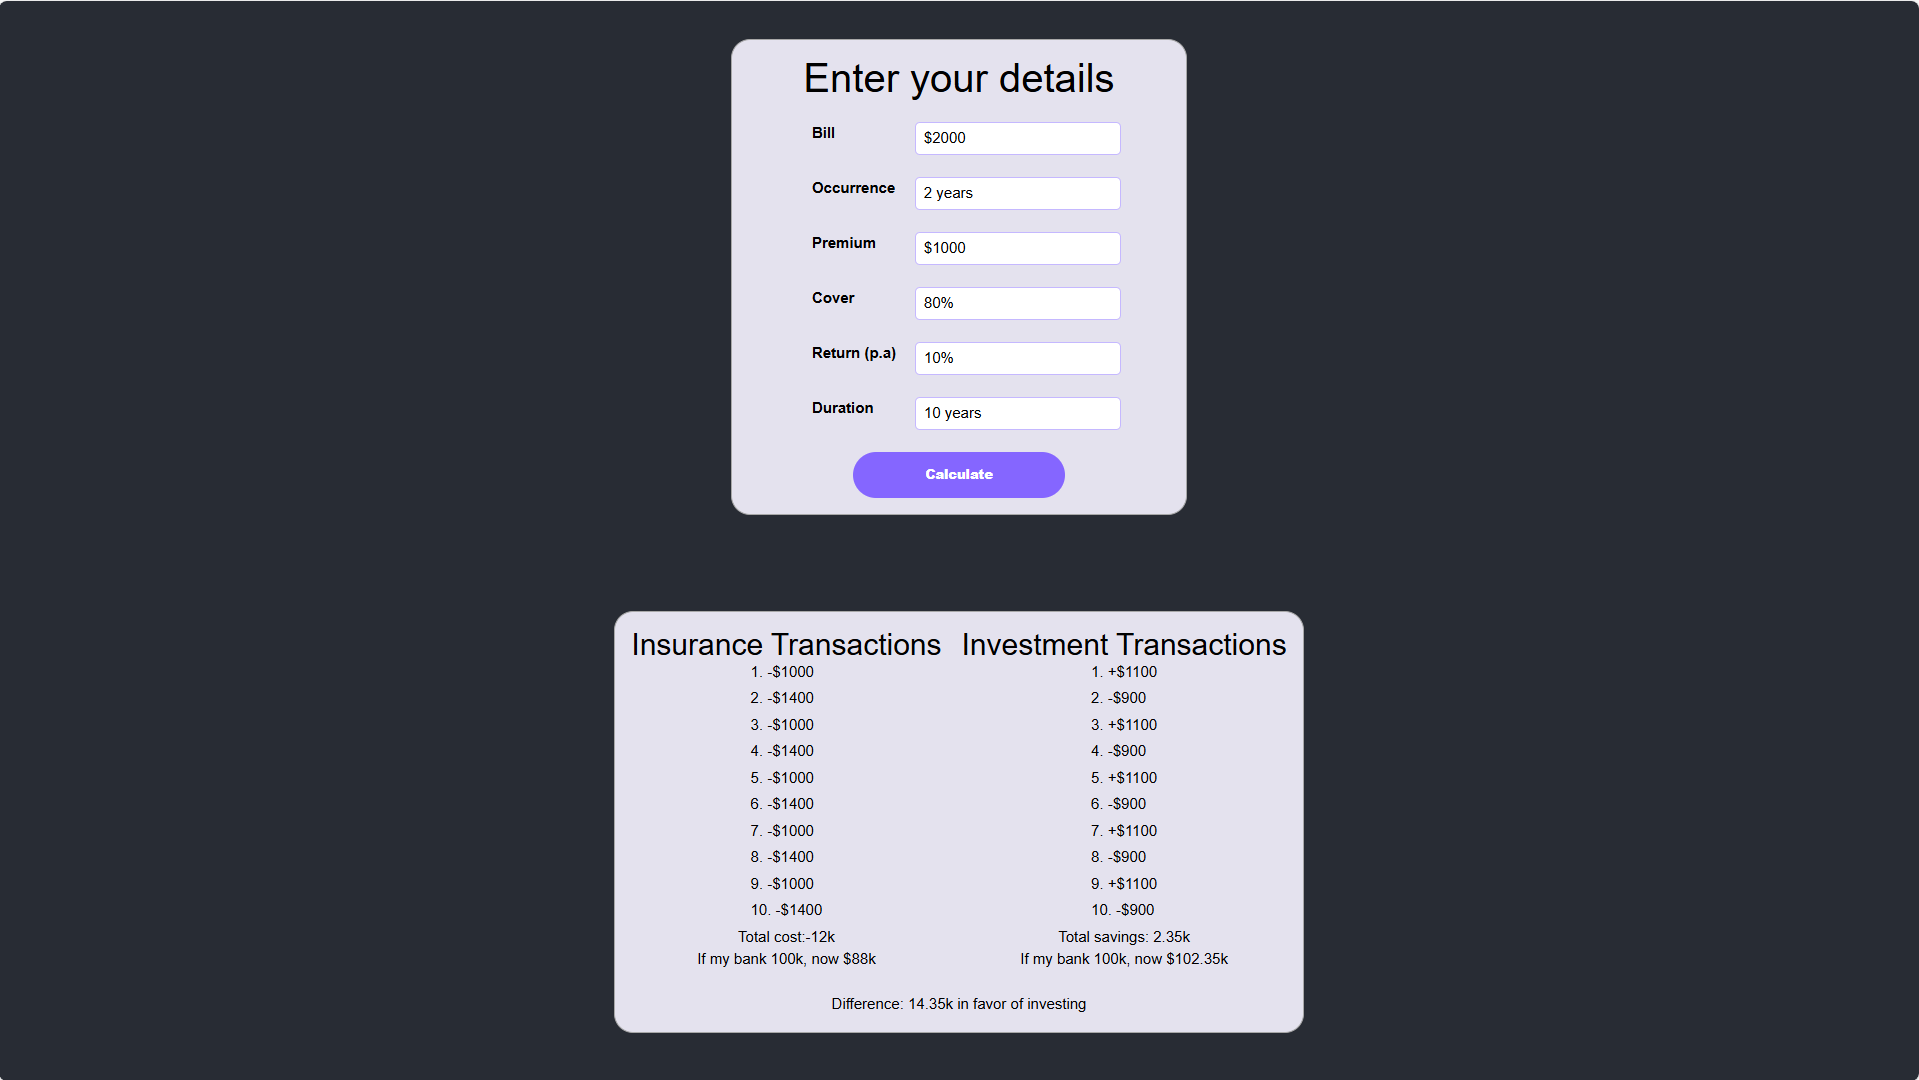 Enter your details
Bill $2000
Occurrence 2 years
Premium $1000
Cover 80%
Return (p.a) 10%
Duration 10 years
Calculate
Insurance Transactions
1. -$1000
2. -$1400
3. -$1000
4. -$1400
5. -$1000
6. -$1400
7. -$1000
8. -$1400
9. -$1000
10. -$1400
Total cost:-12k
If my bank 100k, now $88k
Investment Transactions
1. +$1100
2. -$900
3. +$1100
4. -$900
5. +$1100
6. -$900
7. +$1100
8. -$900
9. +$1100
10. -$900
Total savings: 2.35k
If my bank 100k, now $102.35k
Difference: 14.35k in favor of investing